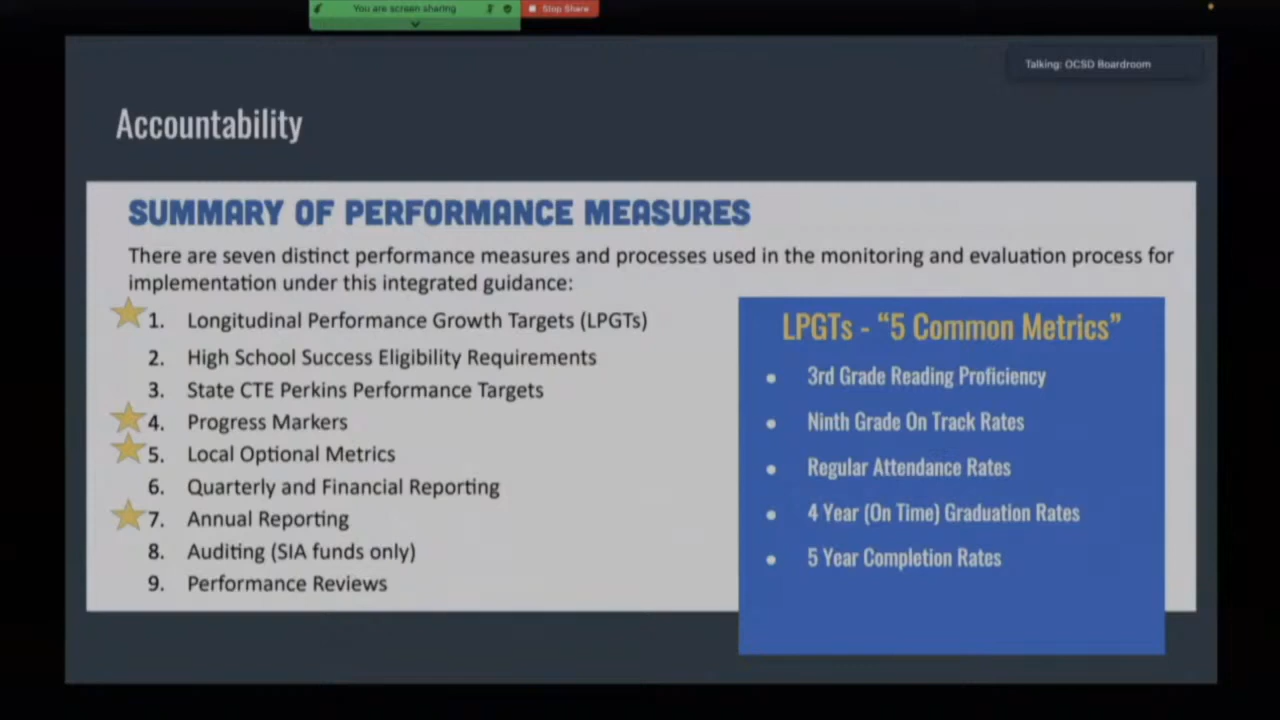 You are screen sharing
Stop Share
Talking: OCSD Boardroom
Accountability
SUMMARY OF PERFORMANCE MEASURES
There are seven distinct performance measures and processes used in the monitoring and evaluation process for
implementation under this integrated guidance:
1. Longitudinal Performance Growth Targets (LPGTs)
2. High School Success Eligibility Requirements
3. State CTE Perkins Performance Targets
4. Progress Markers
5. Local Optional Metrics
6. Quarterly and Financial Reporting
7. Annual Reporting
8. Auditing (SIA funds only)
9. Performance Reviews
LPGTs - “5 Common Metrics”
• 3rd Grade Reading Proficiency
• Ninth Grade On Track Rates
• Regular Attendance Rates
• 4 Year (On Time) Graduation Rates
• 5 Year Completion Rates